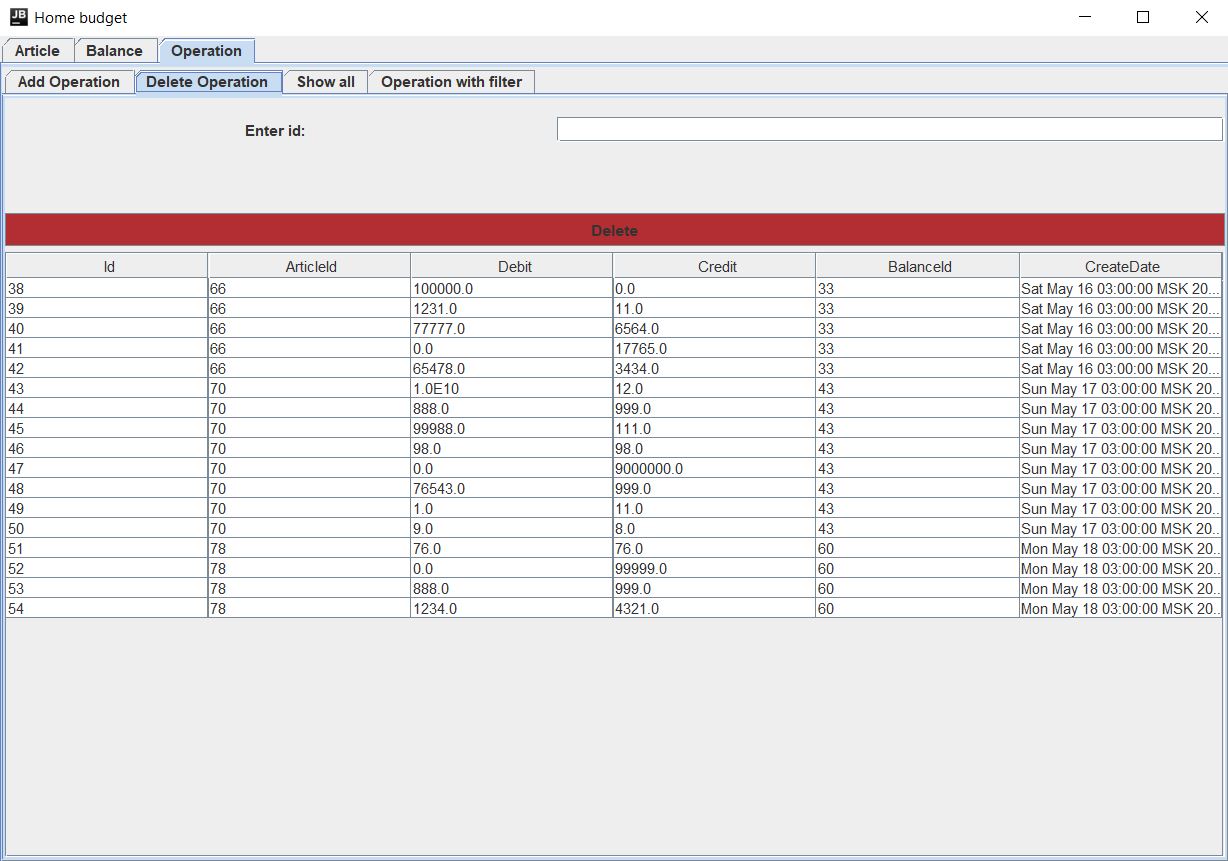 JB Home budget
Article Balance Operation
Add Operation Delete Operation Show all Operation with filter
Enter id:
Delete
Id ArticleId Debit Credit BalanceId CreateDate
38 66 100000.0 0.0 33 Sat May 16 03:00:00 MSK 20...
39 66 1231.0 11.0 33 Sat May 16 03:00:00 MSK 20...
40 66 77777.0 6564.0 33 Sat May 16 03:00:00 MSK 20...
41 66 0.0 17765.0 33 Sat May 16 03:00:00 MSK 20...
42 66 65478.0 3434.0 33 Sat May 16 03:00:00 MSK 20...
43 70 1.0E10 12.0 43 Sun May 17 03:00:00 MSK 20...
44 70 888.0 999.0 43 Sun May 17 03:00:00 MSK 20...
45 70 99988.0 111.0 43 Sun May 17 03:00:00 MSK 20...
46 70 98.0 98.0 43 Sun May 17 03:00:00 MSK 20...
47 70 0.0 9000000.0 43 Sun May 17 03:00:00 MSK 20...
48 70 76543.0 999.0 43 Sun May 17 03:00:00 MSK 20...
49 70 1.0 11.0 43 Sun May 17 03:00:00 MSK 20...
50 70 9.0 8.0 43 Sun May 17 03:00:00 MSK 20...
51 78 76.0 76.0 60 Mon May 18 03:00:00 MSK 20...
52 78 0.0 99999.0 60 Mon May 18 03:00:00 MSK 20...
53 78 888.0 999.0 60 Mon May 18 03:00:00 MSK 20...
54 78 1234.0 4321.0 60 Mon May 18 03:00:00 MSK 20...